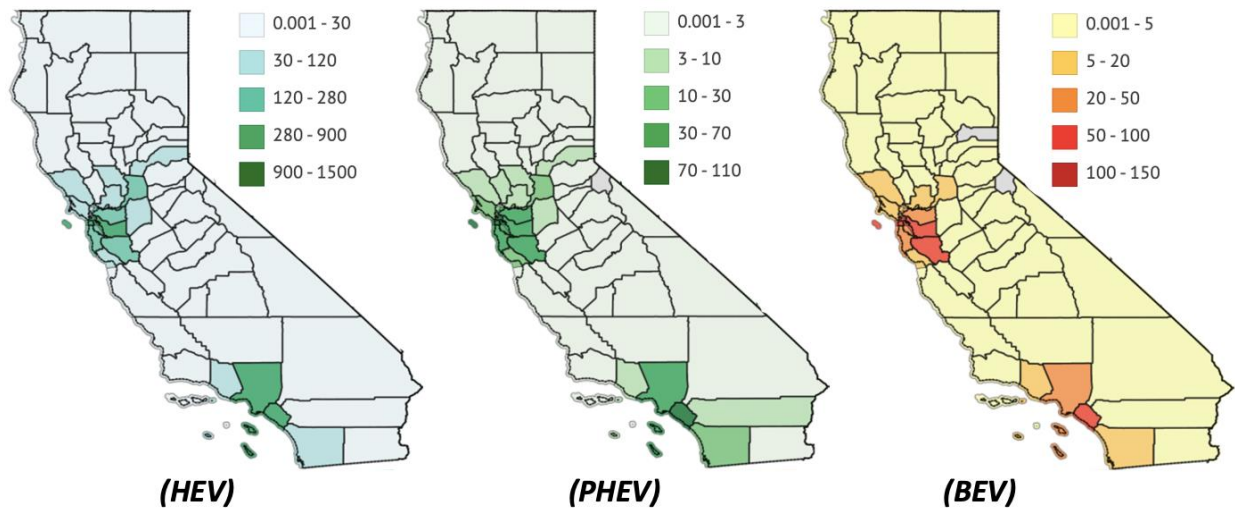 0.001 - 30
30 - 120
120 - 280
280 - 900
900 - 1500
0.001 - 3
3 - 10
10 - 30
30 - 70
70 - 110
0.001 - 5
5 - 20
20 - 50
50 - 100
100 - 150
(HEV)
(PHEV)
(BEV)